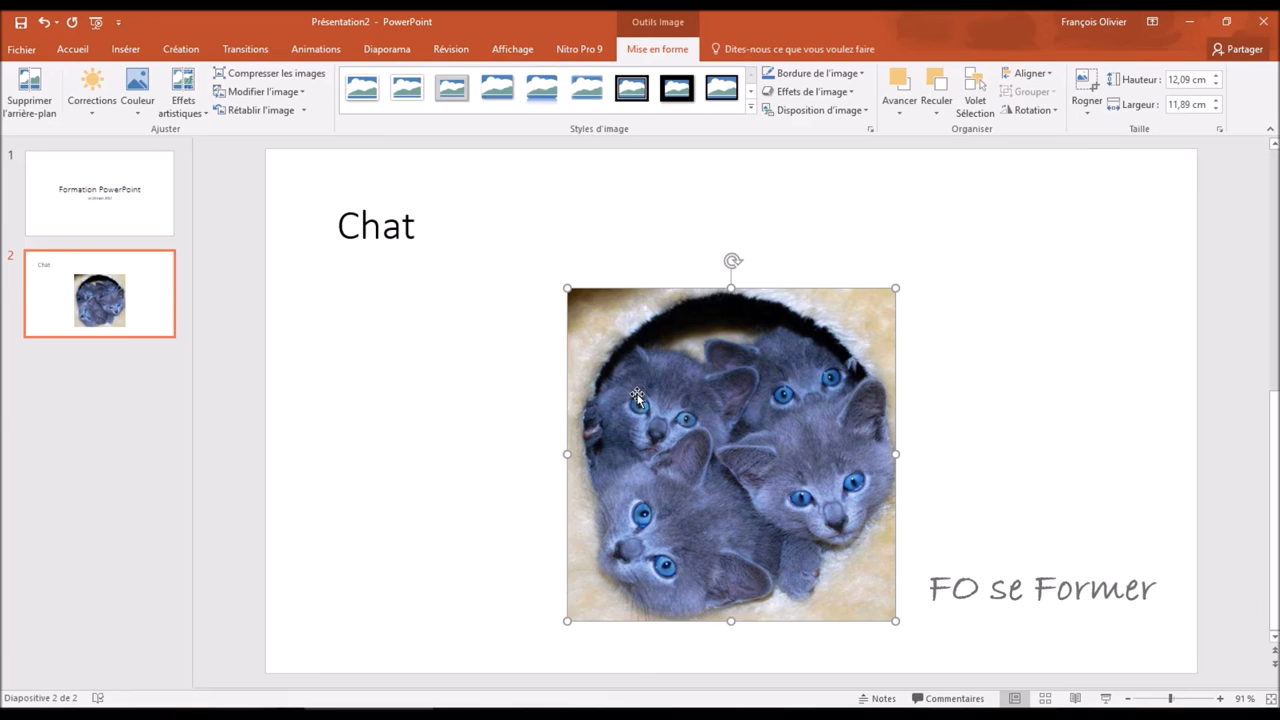 Présentation2 - PowerPoint
Outils Image
François Olivier
Fichier
Accueil
Insérer
Création
Transitions
Animations
Diaporama
Révision
Affichage
Nitro Pro 9
Mise en forme
Dites-nous ce que vous voulez faire
Partager
Supprimer l'arrière-plan
Corrections
Couleur
Effets artistiques
Compresser les images
Modifier l'image
Rétablir l'image
Ajuster
Styles d'image
Bordure de l'image
Effets de l'image
Disposition d'image
Avancer
Reculer
Volet Sélection
Aligner
Grouper
Rotation
Organiser
Rogner
Hauteur : 12,09 cm
Largeur : 11,89 cm
Taille
1
Formation PowerPoint
2
Chat
Chat
FO se Former
Diapositive 2 de 2
Notes
Commentaires
91 %